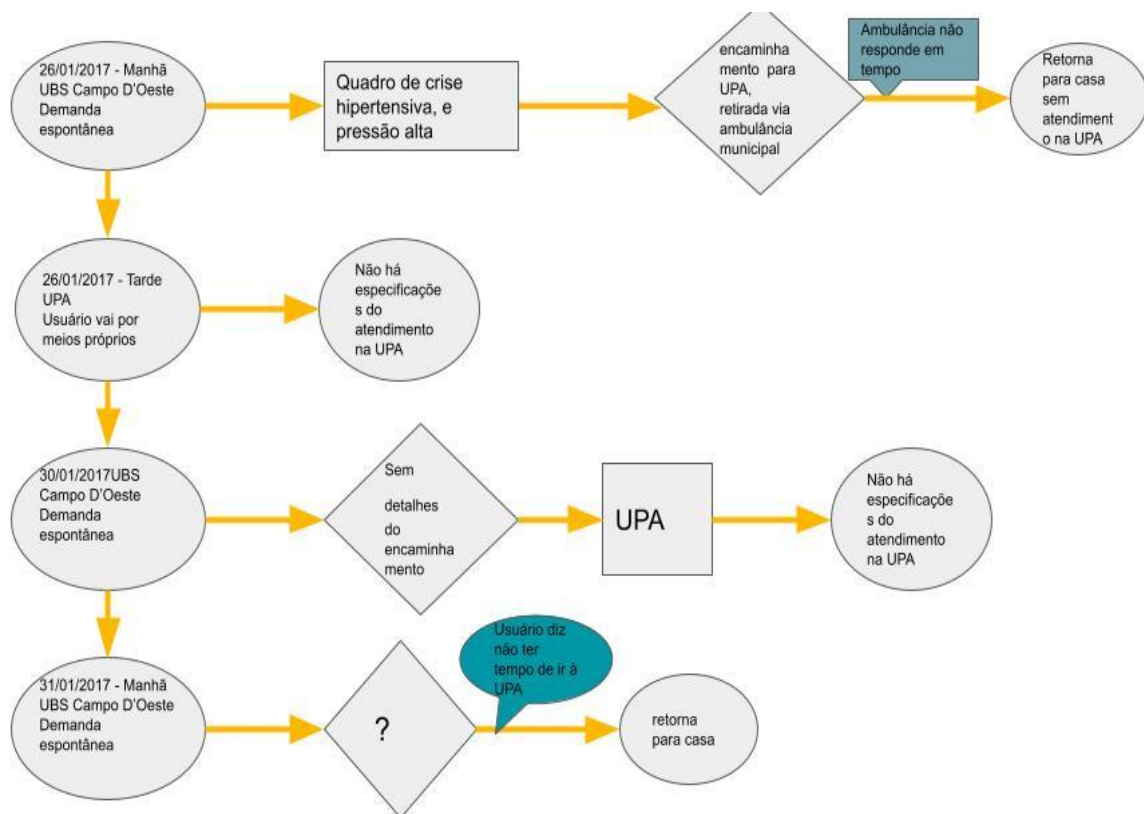 26/01/2017 - Manhã
UBS Campo D'Oeste
Demanda
espontânea
Quadro de crise
hipertensiva, e
pressão alta
encaminha
mento para
UPA,
retirada via
ambulância
municipal
Ambulância não
responde em
tempo
Retorna
para casa
sem
atendiment
o na UPA
26/01/2017 - Tarde
UPA
Usuário vai por
meios próprios
Não há
especificaçõe
s do
atendimento
na UPA
30/01/2017UBS
Campo D'Oeste
Demanda
espontânea
Sem
detalhes
do
encaminha
mento
UPA
Não há
especificaçõe
s do
atendimento
na UPA
31/01/2017 - Manhã
UBS Campo D'Oeste
Demanda
espontânea
?
Usuário diz
não ter
tempo de ir à
UPA
retorna
para casa